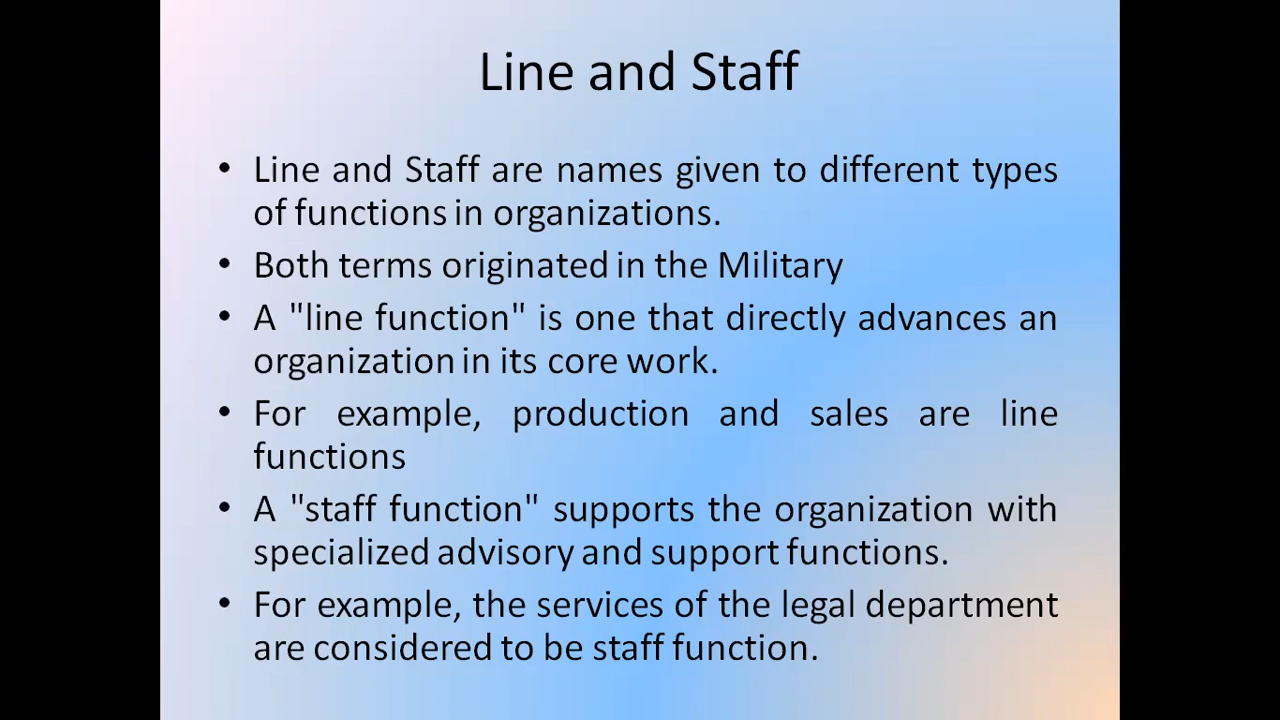 Line and Staff
• Line and Staff are names given to different types
of functions in organizations.
• Both terms originated in the Military
• A "line function" is one that directly advances an
organization in its core work.
• For example, production and sales are line
functions
• A "staff function" supports the organization with
specialized advisory and support functions.
• For example, the services of the legal department
are considered to be staff function.